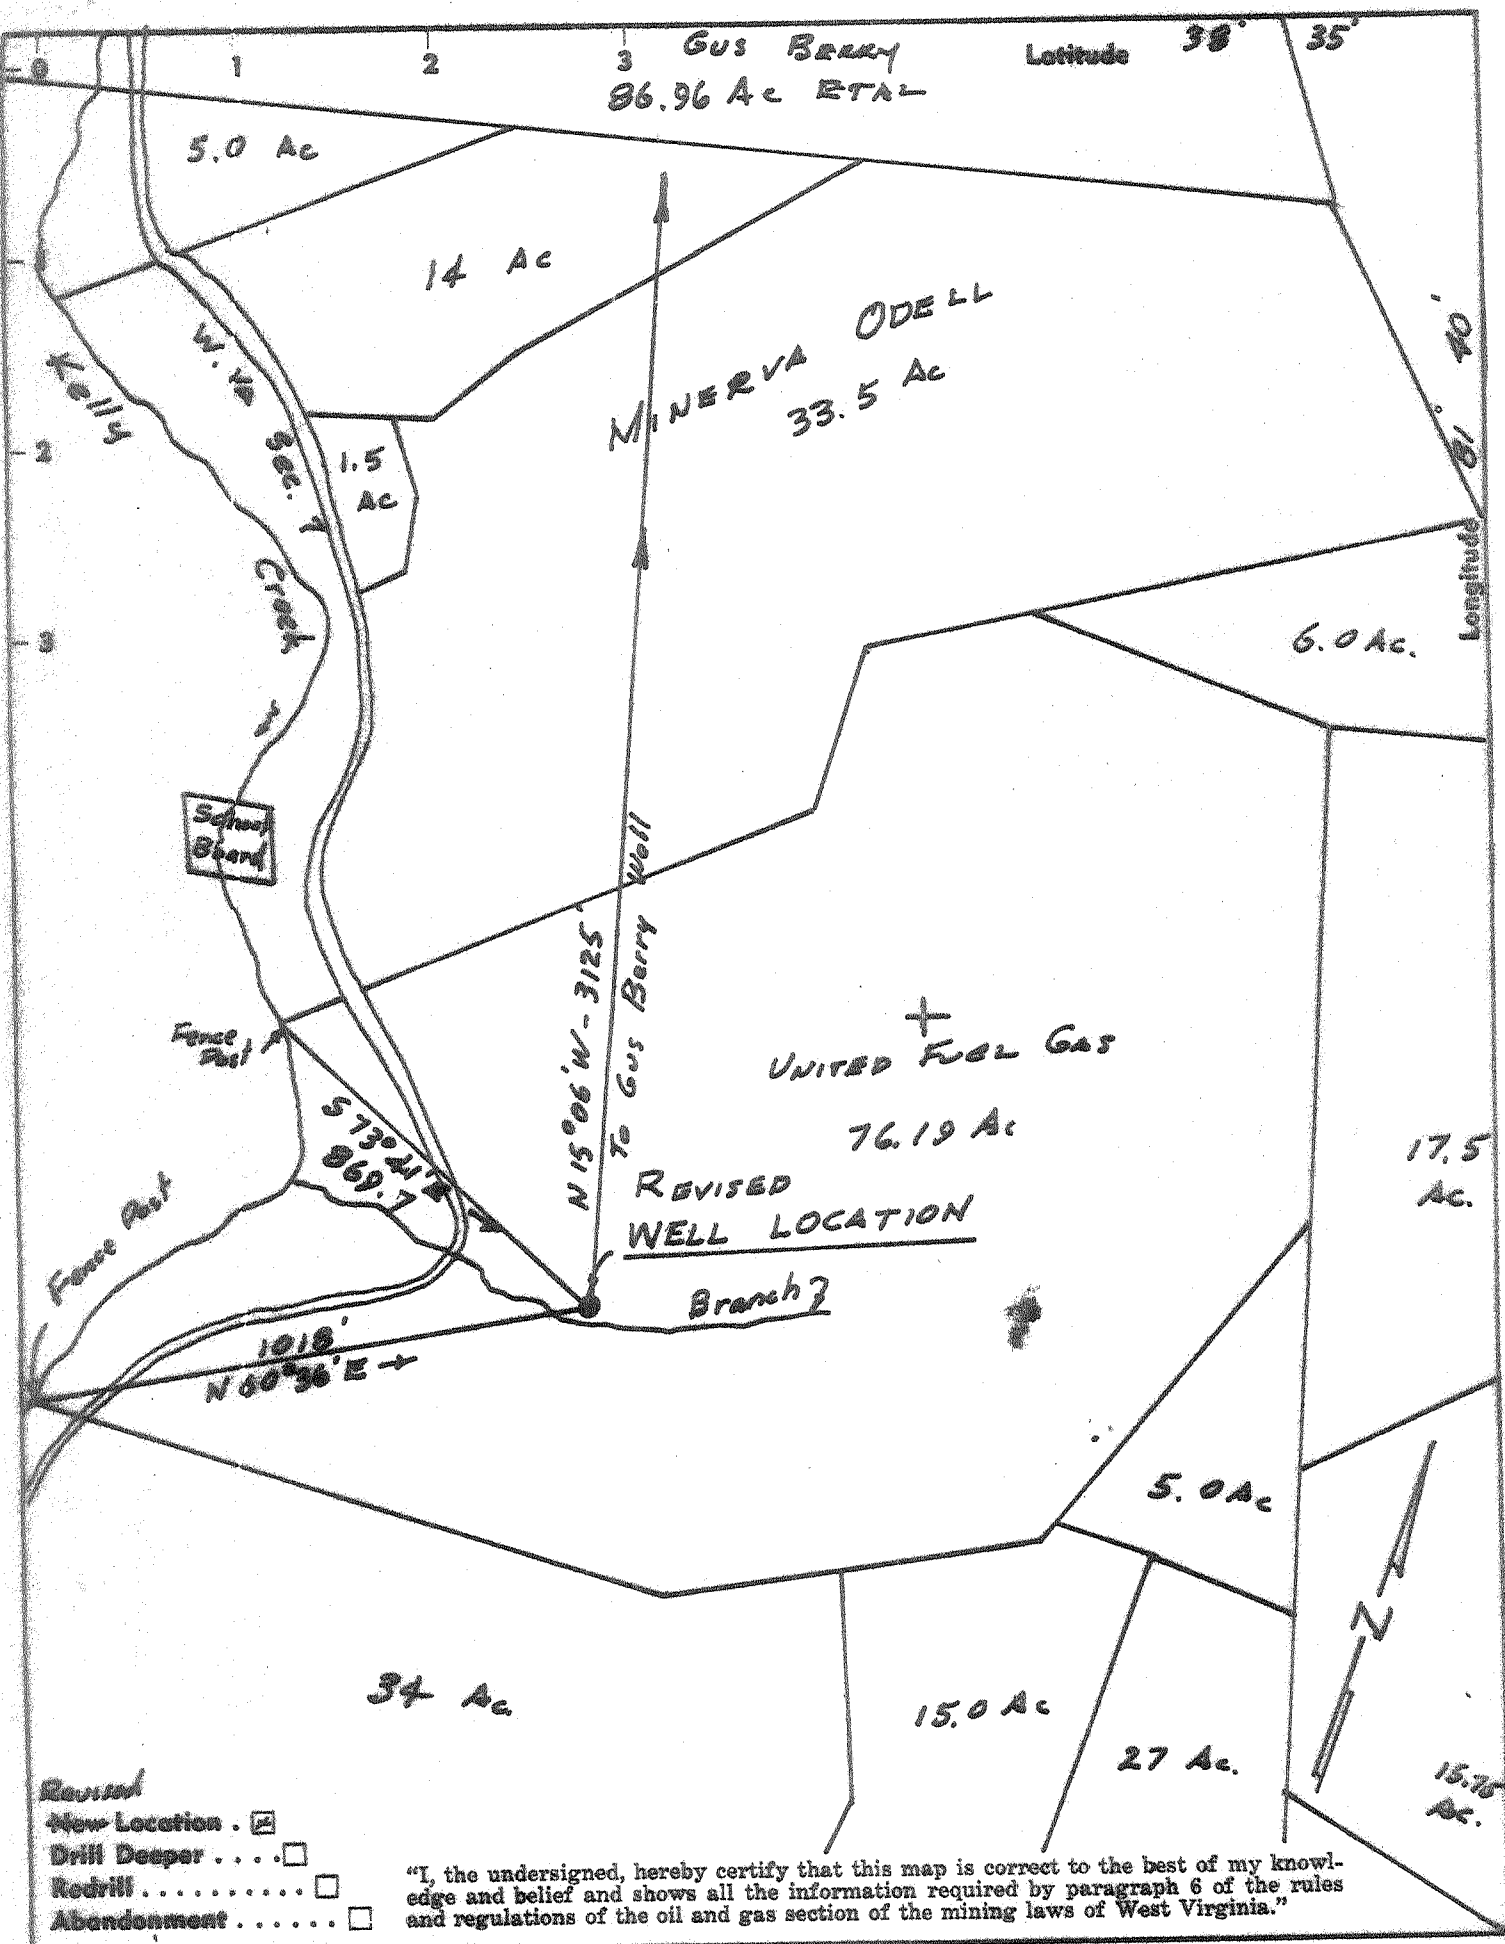 0 1 2 3
Gus Berry
86.96 Ac Etal
Latitude 38° 35'
5.0 Ac
14 Ac
Minerva Odell
33.5 Ac
81° 40'
Longitude
Kelly
Creek
W. Va
Sec. Y
1.5
Ac
2
3
6.0 Ac.
School
Board
N 15°06'W - 3125'
To Gus Berry Well
Fence
Post
S 73° 41' E
869.7
United Fuel Gas
76.19 Ac
17.5
Ac.
Revised
Well Location
Fence Post
Branch
1018'
N 60°36' E
5.0 Ac
N
34 Ac.
15.0 Ac
27 Ac.
15.75
Ac.
Revised
New Location .
Drill Deeper . . . .
Redrill . . . . . . . . . .
Abandonment . . . . . .
“I, the undersigned, hereby certify that this map is correct to the best of my knowl-
edge and belief and shows all the information required by paragraph 6 of the rules
and regulations of the oil and gas section of the mining laws of West Virginia.”